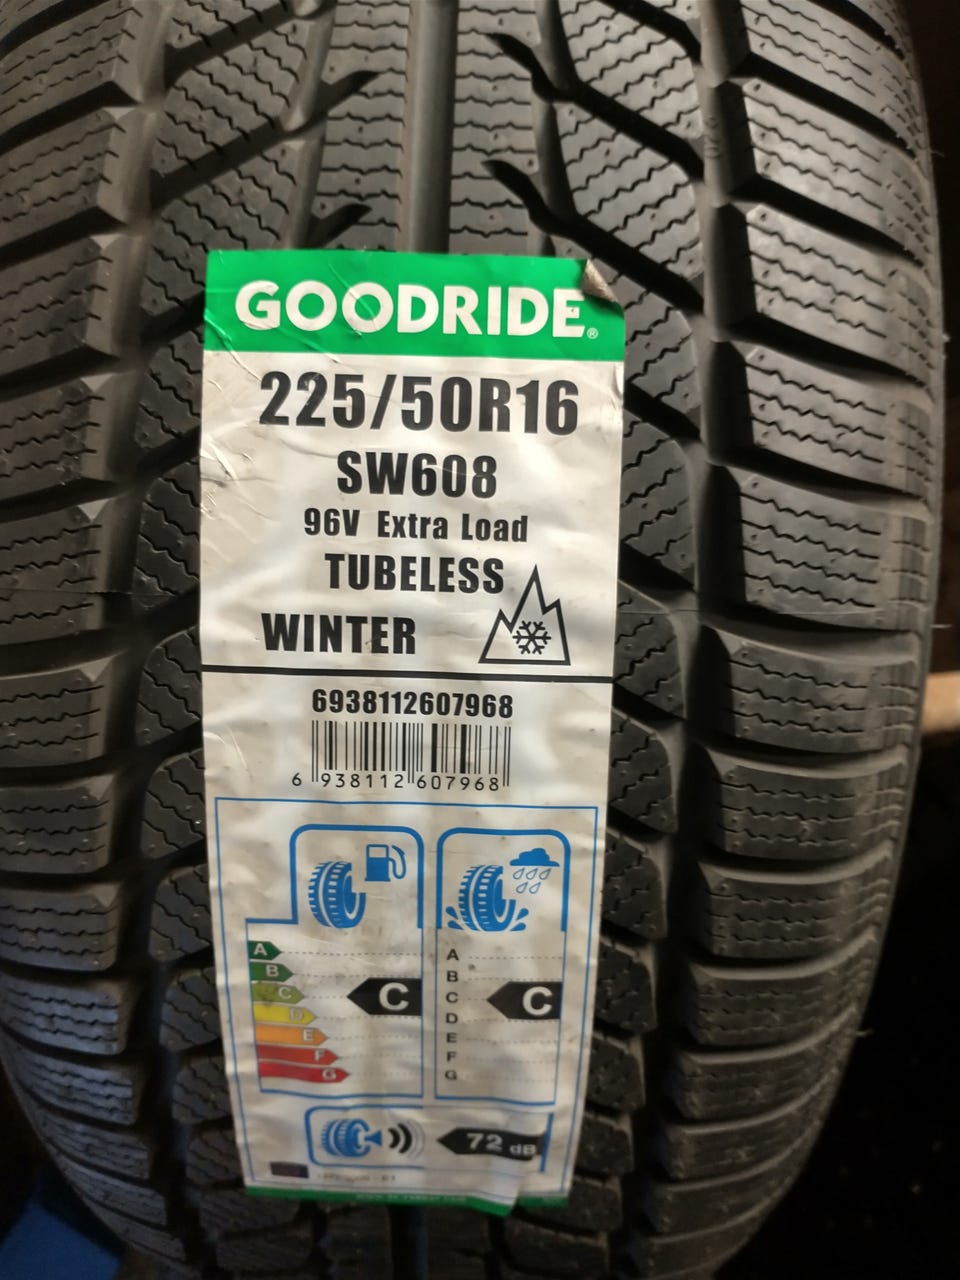 GOODRIDE®
225/50R16
SW608
96V Extra Load
TUBELESS
WINTER
6938112607968
6 938112 607968
A
B
C
D
E
F
G
C
A
B
C
D
E
F
G
C
72 dB